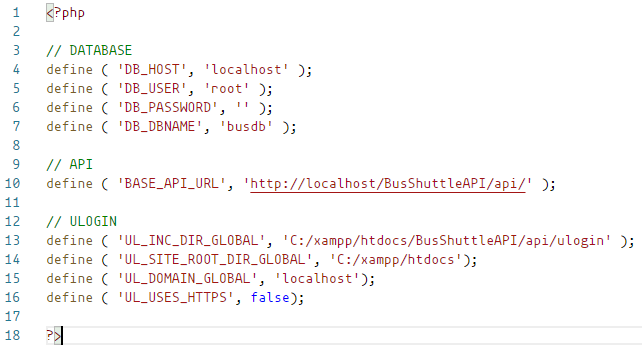 1 <?php
2
3 // DATABASE
4 define ( 'DB_HOST', 'localhost' );
5 define ( 'DB_USER', 'root' );
6 define ( 'DB_PASSWORD', '' );
7 define ( 'DB_DBNAME', 'busdb' );
8
9 // API
10 define ( 'BASE_API_URL', 'http://localhost/BusShuttleAPI/api/' );
11
12 // ULOGIN
13 define ( 'UL_INC_DIR_GLOBAL', 'C:/xampp/htdocs/BusShuttleAPI/api/ulogin' );
14 define ( 'UL_SITE_ROOT_DIR_GLOBAL', 'C:/xampp/htdocs');
15 define ( 'UL_DOMAIN_GLOBAL', 'localhost');
16 define ( 'UL_USES_HTTPS', false);
17
18 ?>